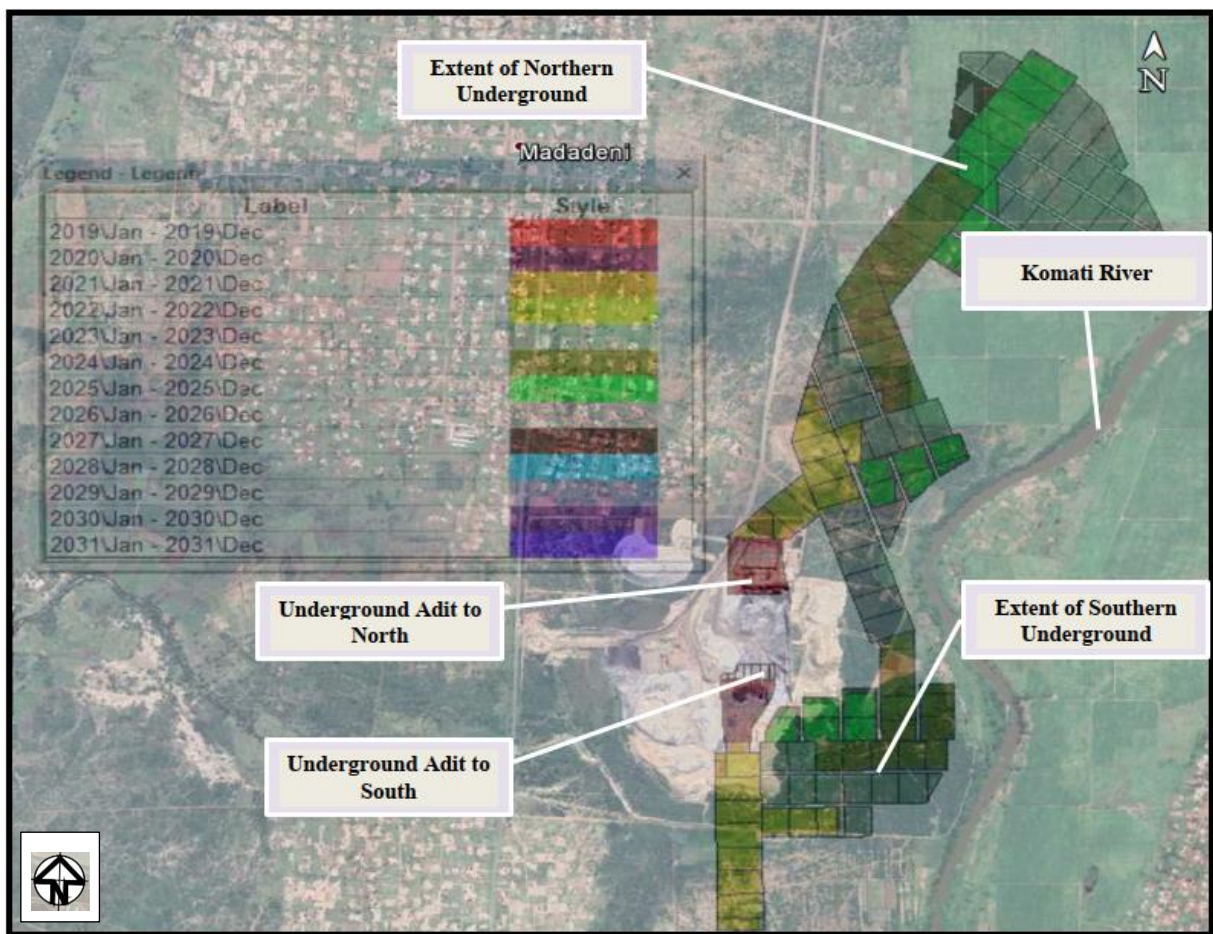 Extent of Northern
Underground
N
Madadeni
Legend - Legend
×
Label
Style
2019\Jan - 2019\Dec
2020\Jan - 2020\Dec
2021\Jan - 2021\Dec
2022\Jan - 2022\Dec
2023\Jan - 2023\Dec
2024\Jan - 2024\Dec
2025\Jan - 2025\Dec
2026\Jan - 2026\Dec
2027\Jan - 2027\Dec
2028\Jan - 2028\Dec
2029\Jan - 2029\Dec
2030\Jan - 2030\Dec
2031\Jan - 2031\Dec
Komati River
Underground Adit to
North
Extent of Southern
Underground
Underground Adit to
South
N